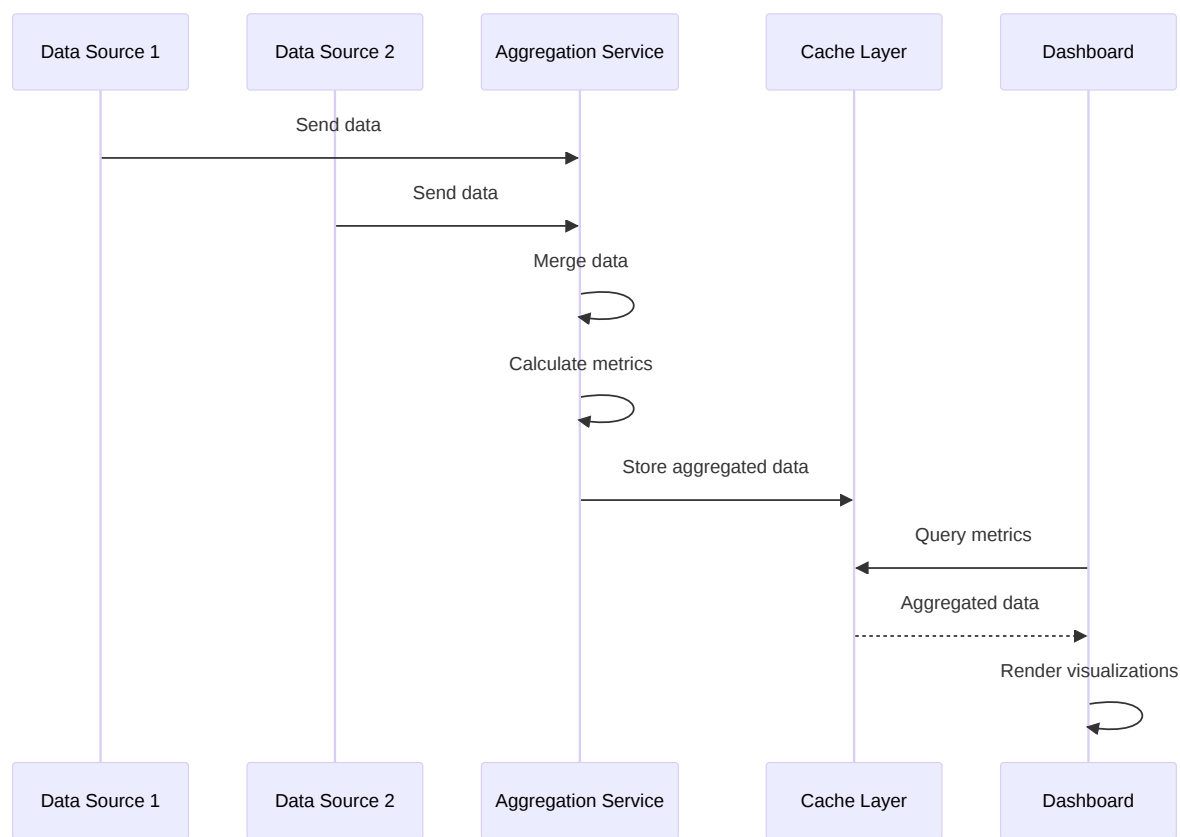 Data Source 1
Data Source 2
Aggregation Service
Cache Layer
Dashboard
Send data
Send data
Merge data
Calculate metrics
Store aggregated data
Query metrics
Aggregated data
Render visualizations
Data Source 1
Data Source 2
Aggregation Service
Cache Layer
Dashboard